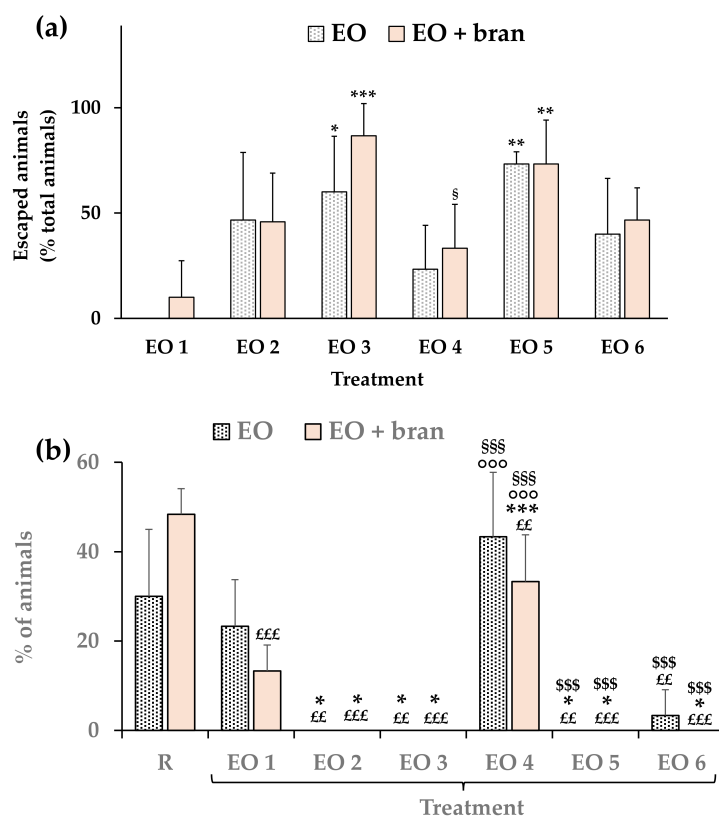 (a)
EO EO + bran
Escaped animals
(% total animals)
100
50
0
* *** § ** **
EO 1 EO 2 EO 3 EO 4 EO 5 EO 6
Treatment
(b)
EO EO + bran
% of animals
60
40
20
0
£££
*
££
*
£££
*
££
*
£££
§§§
°°°
§§§
°°°
***
££
$$$
*
££
$$$
*
£££
$$$
££
$$$
*
£££
R EO 1 EO 2 EO 3 EO 4 EO 5 EO 6
Treatment